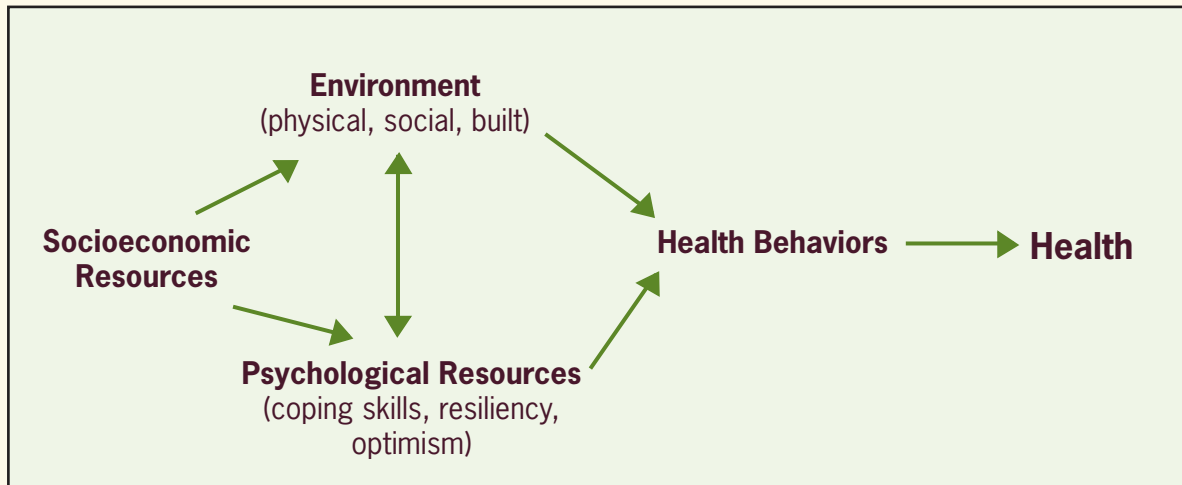 Environment
(physical, social, built)
Socioeconomic
Resources
Health Behaviors
Health
Psychological Resources
(coping skills, resiliency,
optimism)